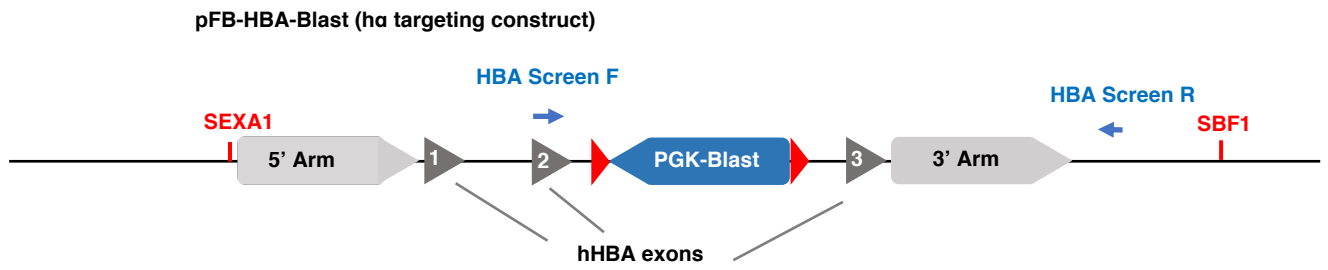 pFB-HBA-Blast (hα targeting construct)
HBA Screen F
HBA Screen R
SEXA1
SBF1
5’ Arm
1
2
PGK-Blast
3
3’ Arm
hHBA exons